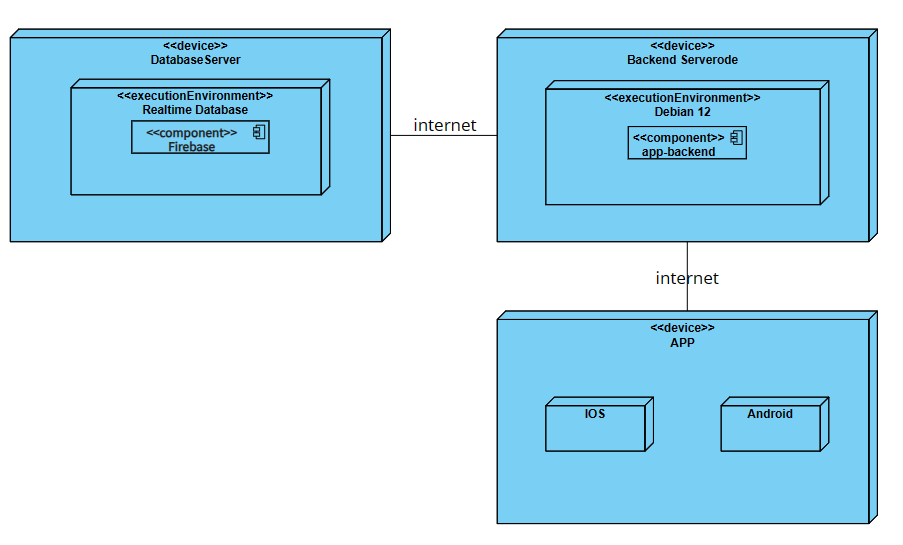 <<device>>
DatabaseServer
<<executionEnvironment>>
Realtime Database
<<component>>
Firebase
internet
<<device>>
Backend Serverode
<<executionEnvironment>>
Debian 12
<<component>>
app-backend
internet
<<device>>
APP
IOS
Android